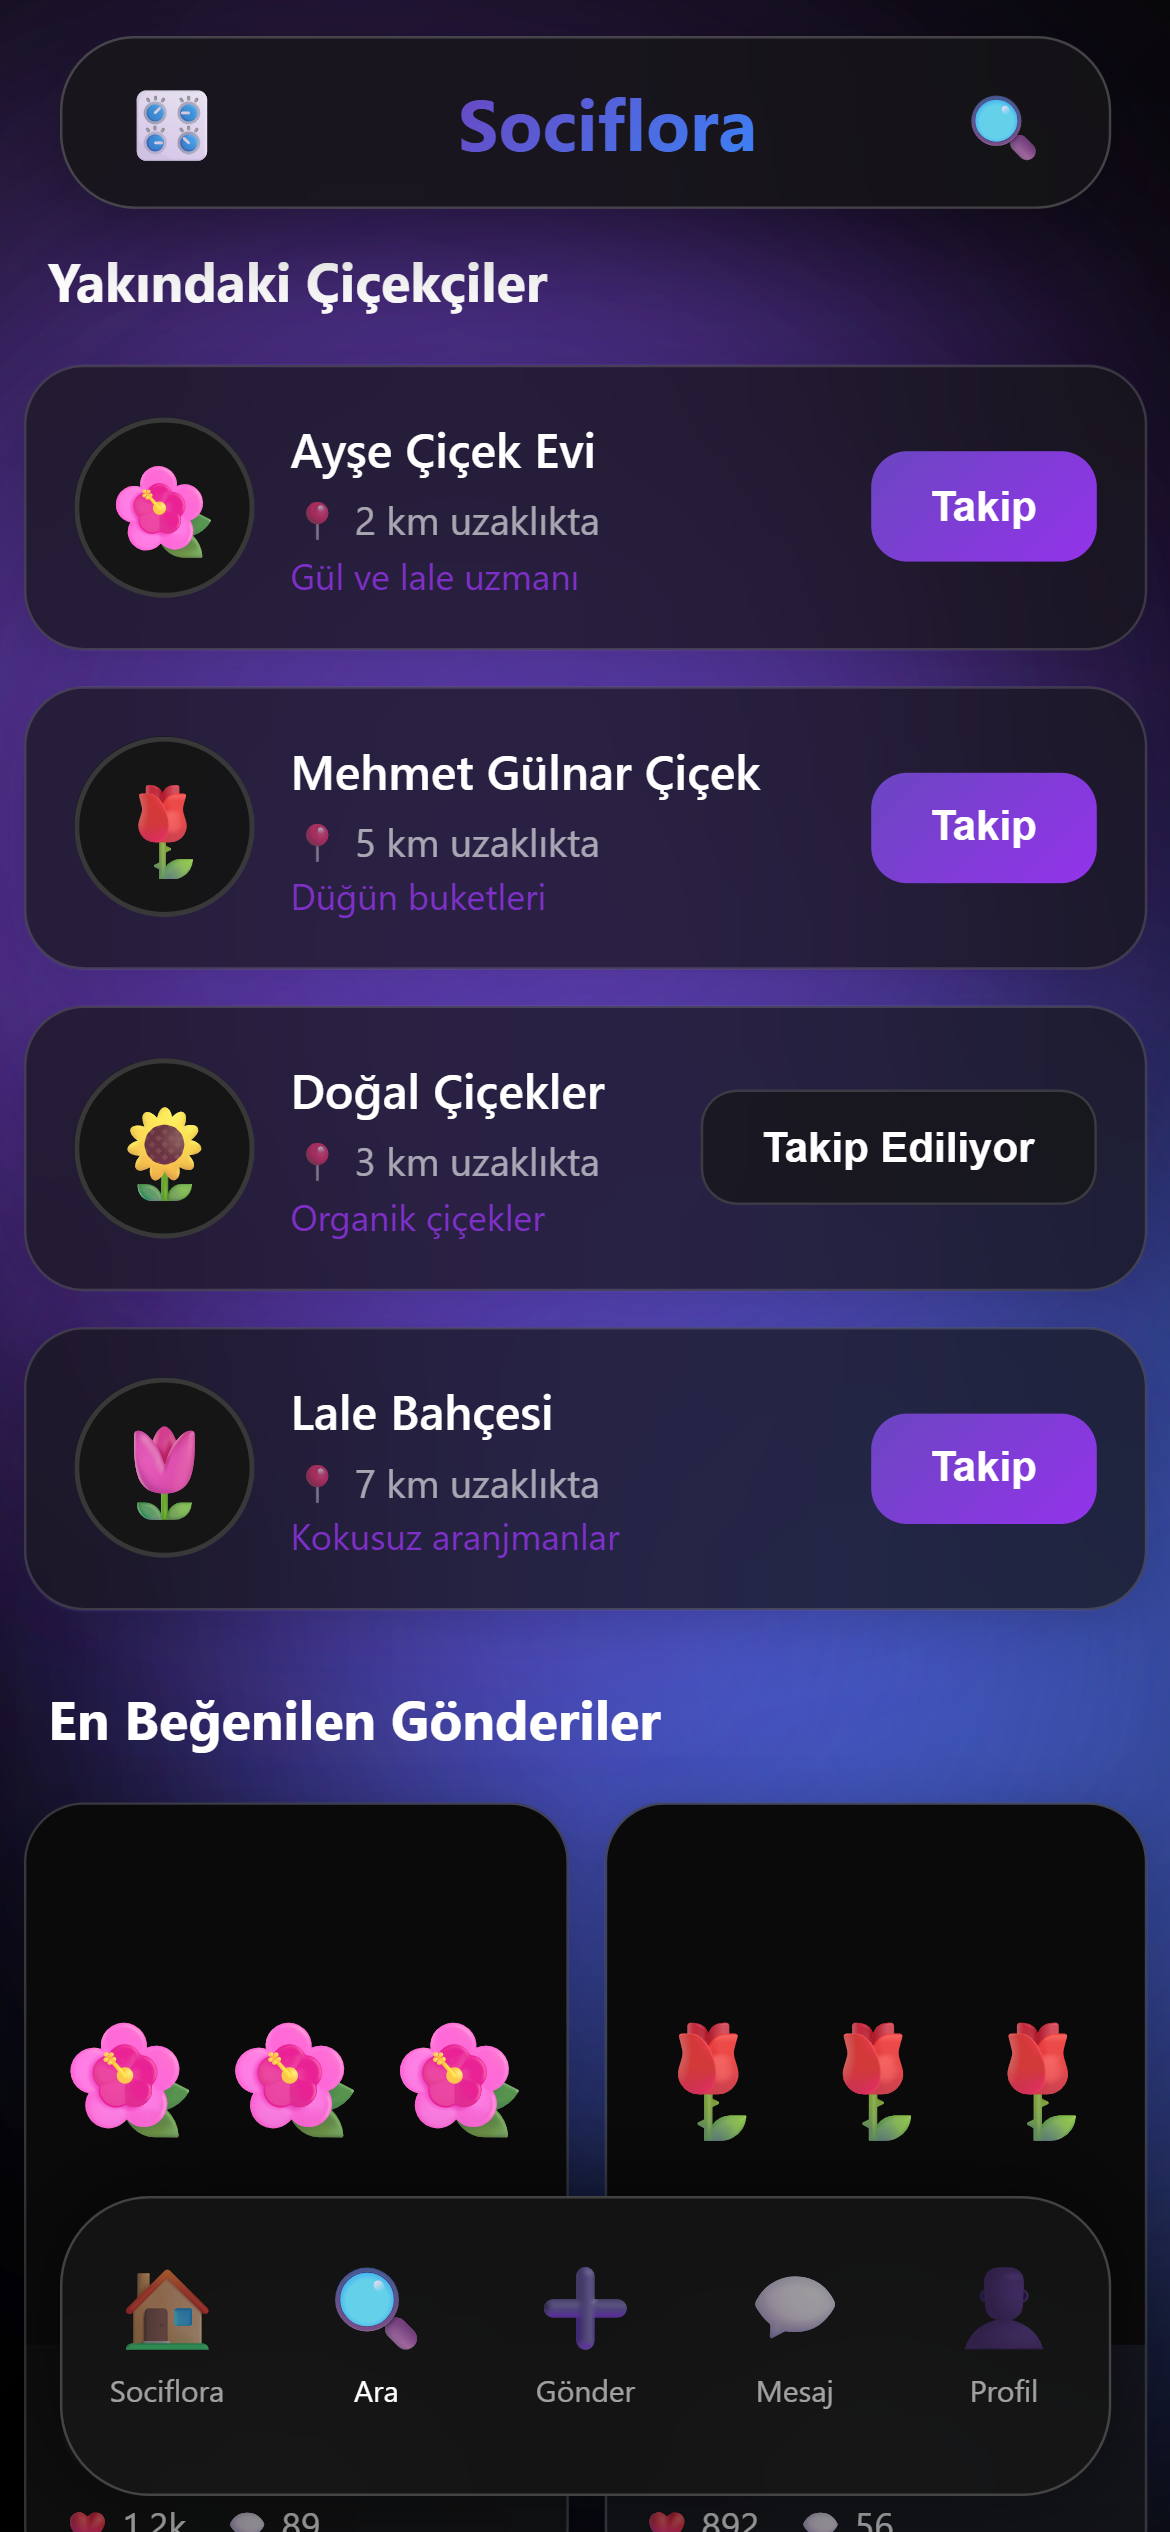 Sociflora
Yakındaki Çiçekçiler
Ayşe Çiçek Evi
2 km uzaklıkta
Gül ve lale uzmanı
Takip
Mehmet Gülnar Çiçek
5 km uzaklıkta
Düğün buketleri
Takip
Doğal Çiçekler
3 km uzaklıkta
Organik çiçekler
Takip Ediliyor
Lale Bahçesi
7 km uzaklıkta
Kokusuz aranjmanlar
Takip
En Beğenilen Gönderiler
Sociflora
Ara
Gönder
Mesaj
Profil
1.2k 89
892 56